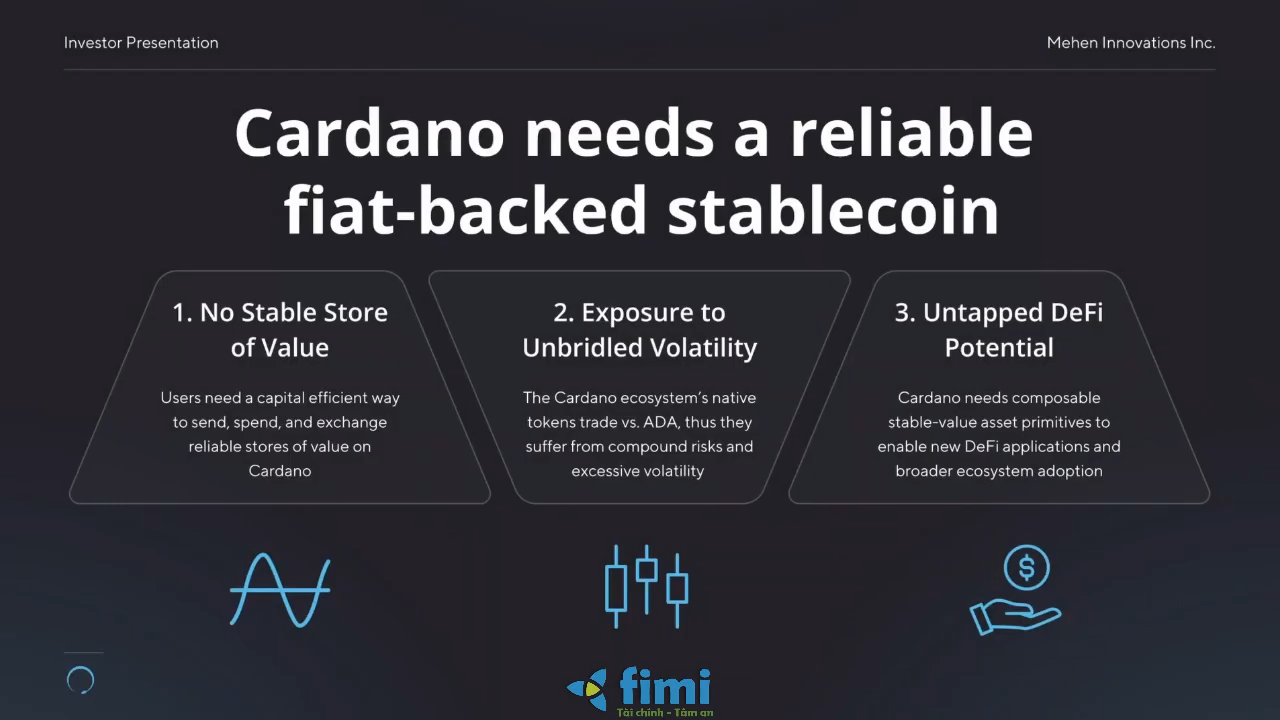 Investor Presentation
Mehen Innovations Inc.
Cardano needs a reliable
fiat-backed stablecoin
1. No Stable Store
of Value
Users need a capital efficient way
to send, spend, and exchange
reliable stores of value on
Cardano
2. Exposure to
Unbridled Volatility
The Cardano ecosystem’s native
tokens trade vs. ADA, thus they
suffer from compound risks and
excessive volatility
3. Untapped DeFi
Potential
Cardano needs composable
stable-value asset primitives to
enable new DeFi applications and
broader ecosystem adoption
$
fimi
Tài chính - Tâm an